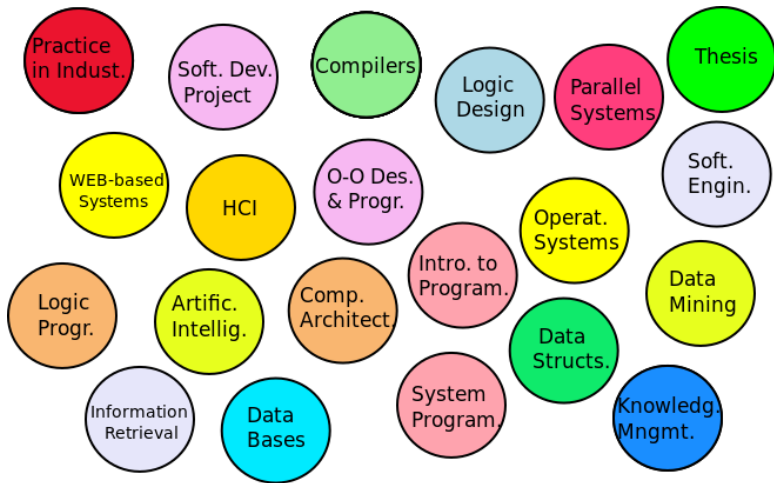 Practice
in Indust.
Soft. Dev.
Project
Compilers
Logic
Design
Parallel
Systems
Thesis
WEB-based
Systems
HCI
O-O Des.
& Progr.
Operat.
Systems
Soft.
Engin.
Logic
Progr.
Artific.
Intellig.
Comp.
Architect.
Intro. to
Program.
Data
Structs.
Data
Mining
Information
Retrieval
Data
Bases
System
Program.
Knowledg.
Mngmt.